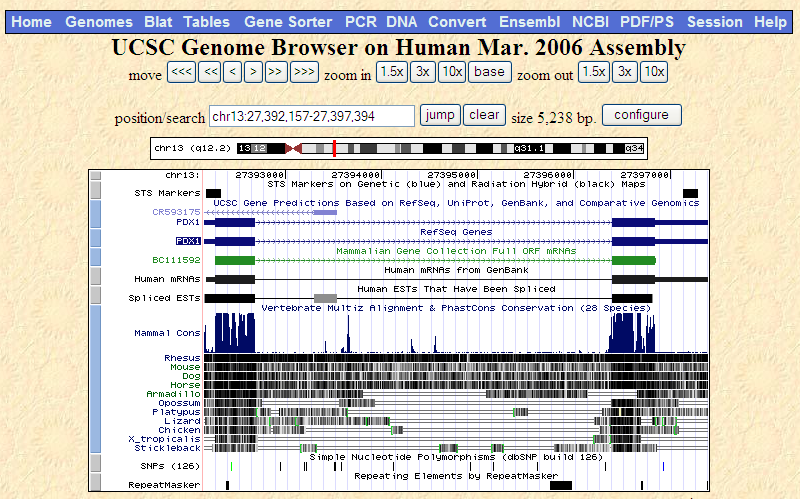 Home Genomes Blat Tables Gene Sorter PCR DNA Convert Ensembl NCBI PDF/PS Session Help
UCSC Genome Browser on Human Mar. 2006 Assembly
move <<< << < > >> >>> zoom in 1.5x 3x 10x base zoom out 1.5x 3x 10x
position/search chr13:27,392,157-27,397,394 jump clear size 5,238 bp. configure
chr13 (q12.2) 13 12 q31.1 q34
chr13: 27393000 27394000 27395000 27396000 27397000
STS Markers on Genetic (blue) and Radiation Hybrid (black) Maps
STS Markers
UCSC Gene Predictions Based on RefSeq, UniProt, GenBank, and Comparative Genomics
CR593175
PDX1
RefSeq Genes
PDX1
Mammalian Gene Collection Full ORF mRNAs
BC111592
Human mRNAs from GenBank
Human mRNAs
Human ESTs That Have Been Spliced
Spliced ESTs
Vertebrate Multiz Alignment & PhastCons Conservation (28 Species)
Mammal Cons
Rhesus
Mouse
Dog
Horse
Armadillo
Opossum
Platypus
Lizard
Chicken
X_tropicalis
Stickleback
Simple Nucleotide Polymorphisms (dbSNP build 126)
SNPs (126)
Repeating Elements by RepeatMasker
RepeatMasker